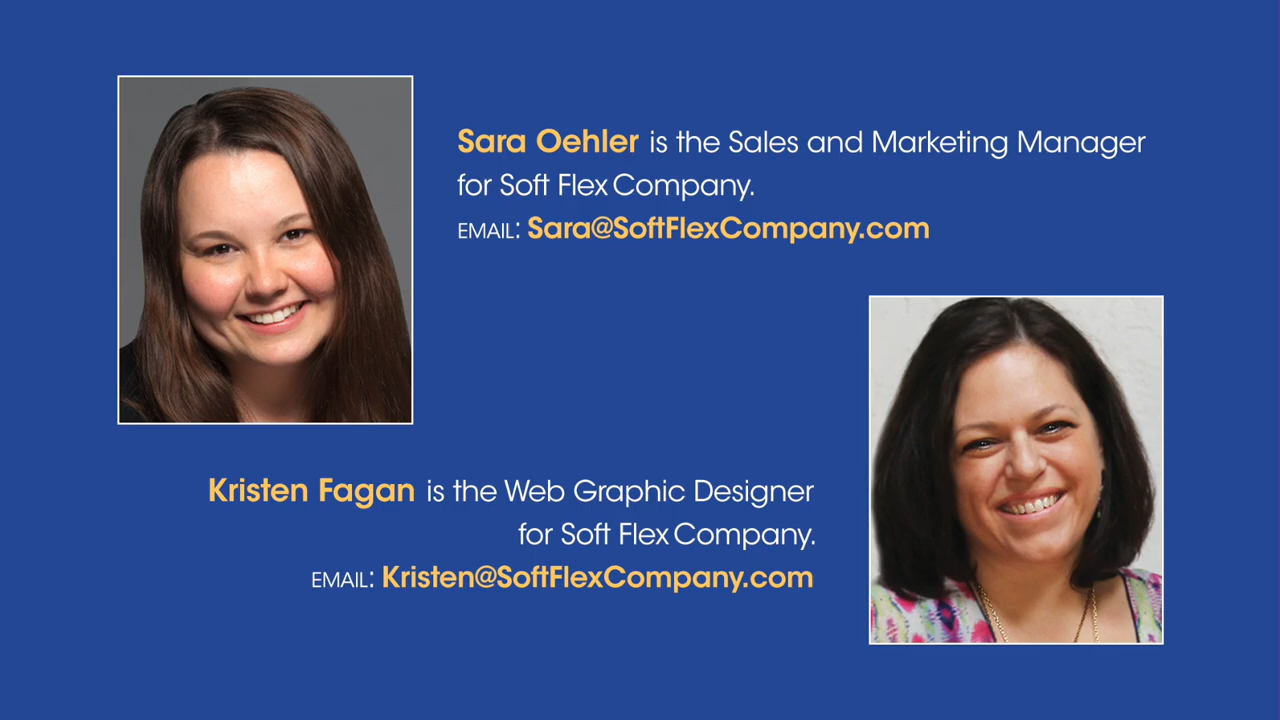 Sara Oehler is the Sales and Marketing Manager
for Soft Flex Company.
EMAIL: Sara@SoftFlexCompany.com
Kristen Fagan is the Web Graphic Designer
for Soft Flex Company.
EMAIL: Kristen@SoftFlexCompany.com